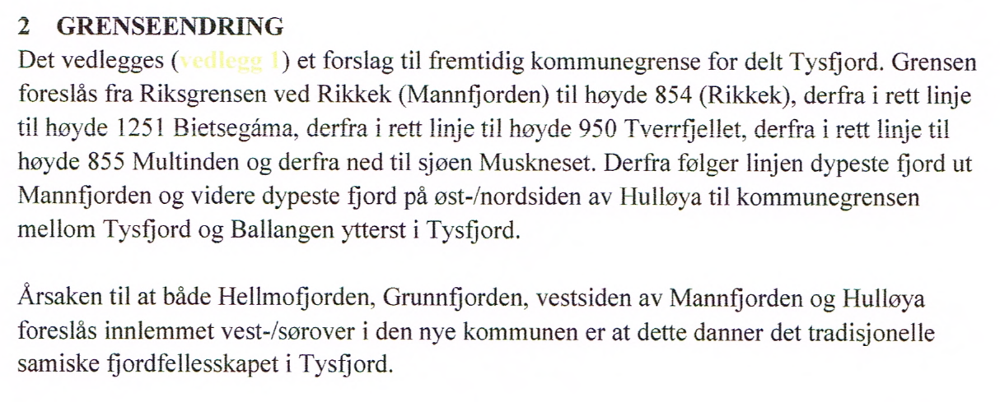 2 GRENSEENDRING
Det vedlegges (vedlegg 1) et forslag til fremtidig kommunegrense for delt Tysfjord. Grensen
foreslås fra Riksgrensen ved Rikkek (Mannfjorden) til høyde 854 (Rikkek), derfra i rett linje
til høyde 1251 Bietsegáma, derfra i rett linje til høyde 950 Tverrfjellet, derfra i rett linje til
høyde 855 Multinden og derfra ned til sjøen Muskneset. Derfra følger linjen dypeste fjord ut
Mannfjorden og videre dypeste fjord på øst-/nordsiden av Hulløya til kommunegrensen
mellom Tysfjord og Ballangen ytterst i Tysfjord.
Årsaken til at både Hellmofjorden, Grunnfjorden, vestsiden av Mannfjorden og Hulløya
foreslås innlemmet vest-/sørover i den nye kommunen er at dette danner det tradisjonelle
samiske fjordfellesskapet i Tysfjord.